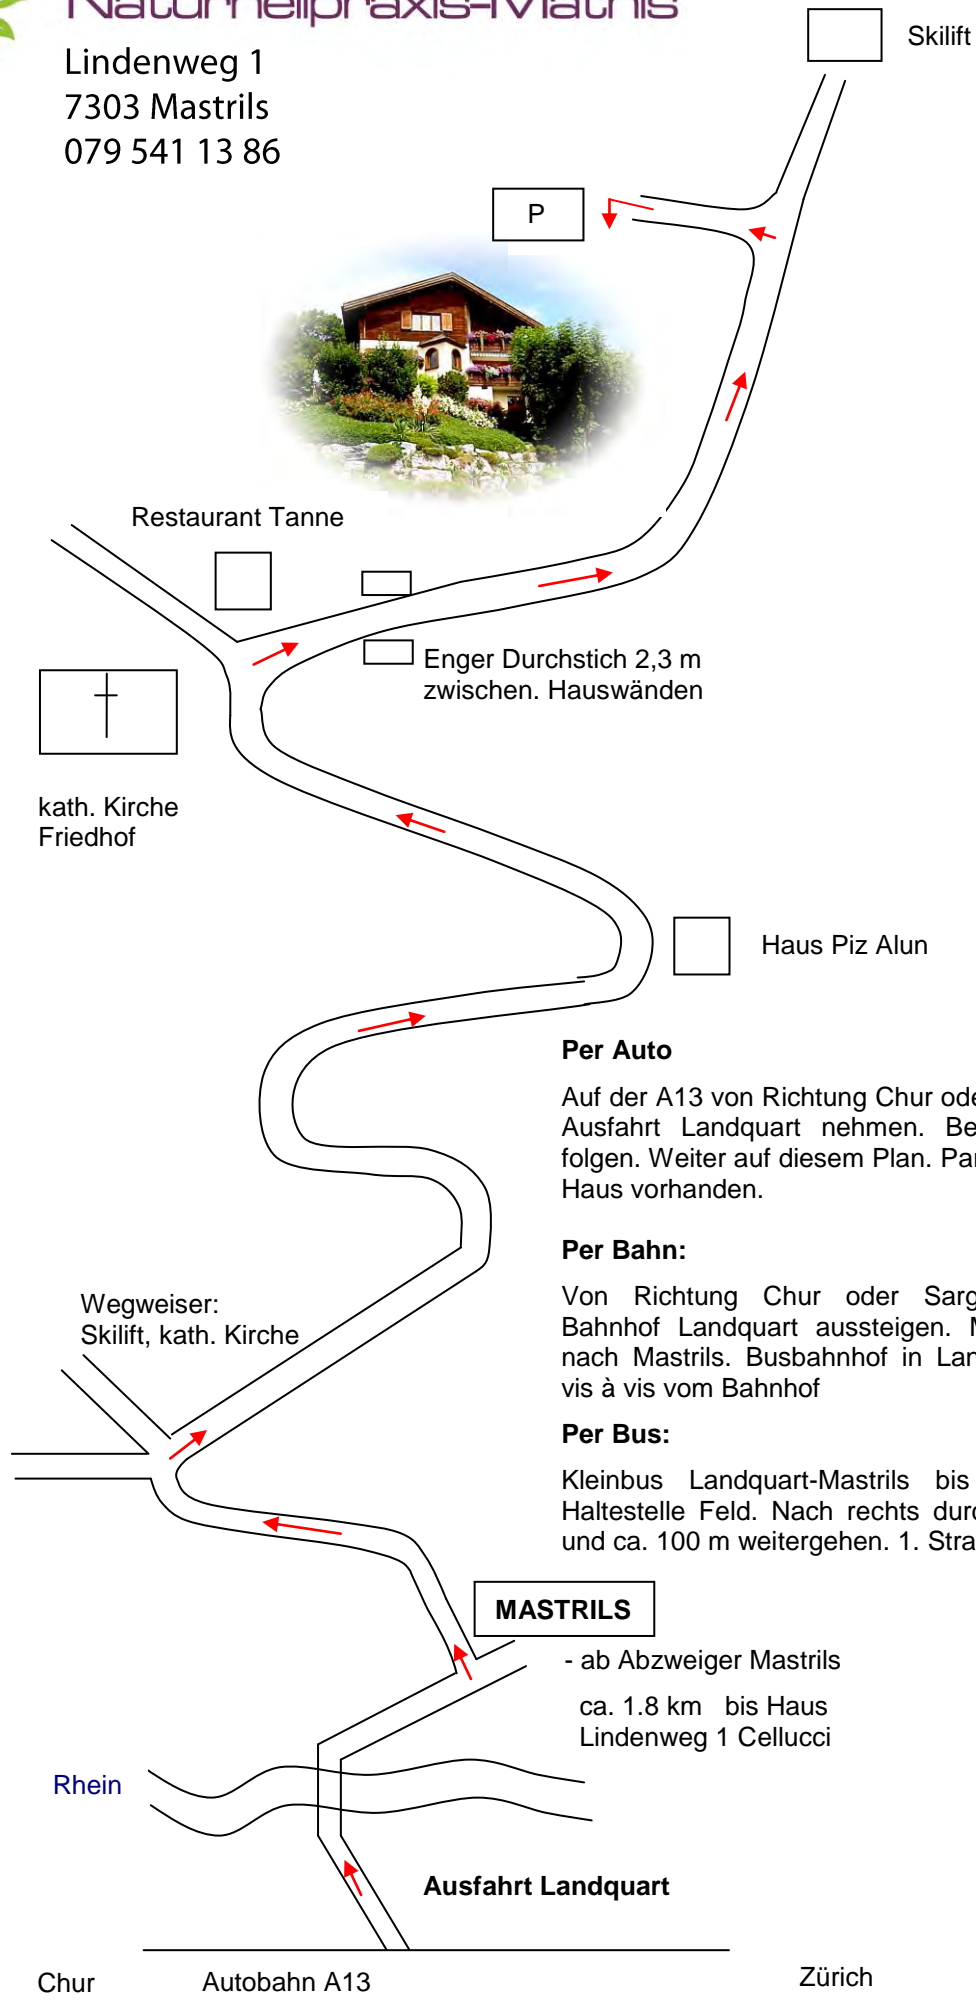 Naturheilpraxis-Mathis
Lindenweg 1
7303 Mastrils
079 541 13 86
Skilift
P
Restaurant Tanne
Enger Durchstich 2,3 m
zwischen. Hauswänden
kath. Kirche
Friedhof
Haus Piz Alun
Per Auto
Auf der A13 von Richtung Chur
Ausfahrt Landquart nehmen.
folgen. Weiter auf diesem Plan.
Haus vorhanden.
Per Bahn:
Von Richtung Chur oder
Bahnhof Landquart aussteigen.
nach Mastrils. Busbahnhof in
vis à vis vom Bahnhof
Per Bus:
Kleinbus Landquart-Mastrils bis
Haltestelle Feld. Nach rechts
und ca. 100 m weitergehen. 1.
Wegweiser:
Skilift, kath. Kirche
MASTRILS
- ab Abzweiger Mastrils
ca. 1.8 km bis Haus
Lindenweg 1 Cellucci
Rhein
Ausfahrt Landquart
Chur
Autobahn A13
Zürich